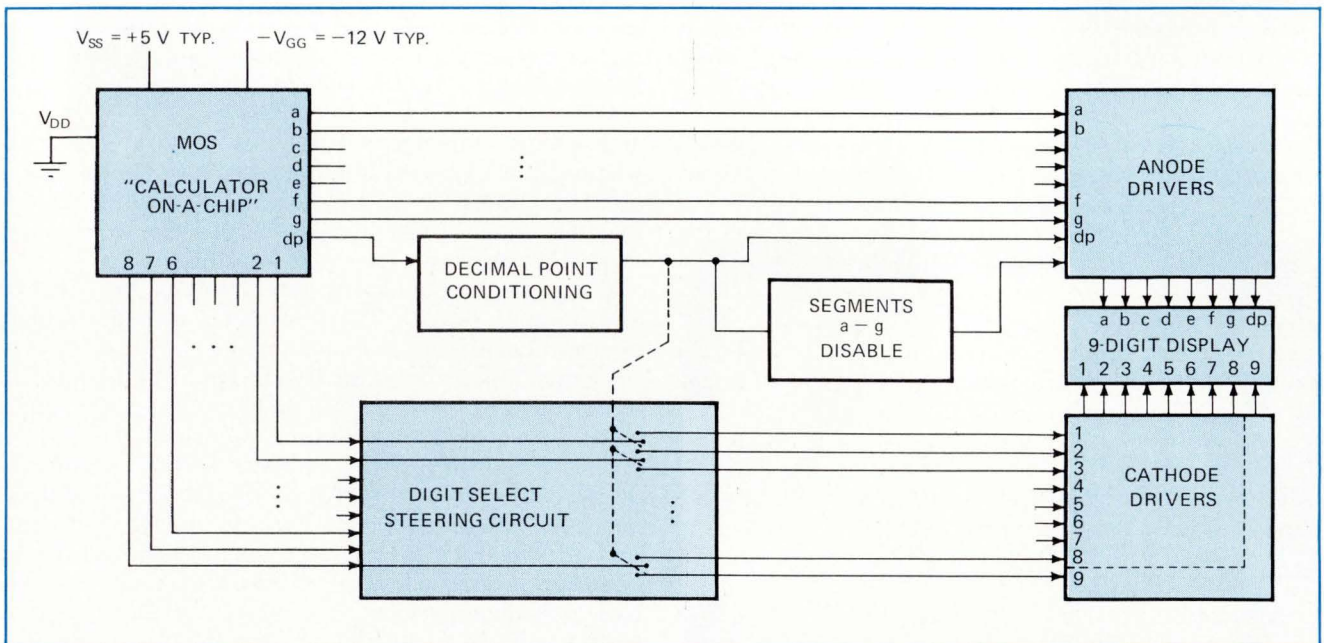 V_SS = +5 V TYP.
−V_GG = −12 V TYP.
V_DD
MOS
"CALCULATOR
ON-A-CHIP"
a
b
c
d
e
f
g
dp
8 7 6 2 1
DECIMAL POINT
CONDITIONING
SEGMENTS
a − g
DISABLE
a
b
f
g
dp
ANODE
DRIVERS
a b c d e f g dp
9-DIGIT DISPLAY
1 2 3 4 5 6 7 8 9
DIGIT SELECT
STEERING CIRCUIT
1
2
3
4
5
6
7
8
9
CATHODE
DRIVERS